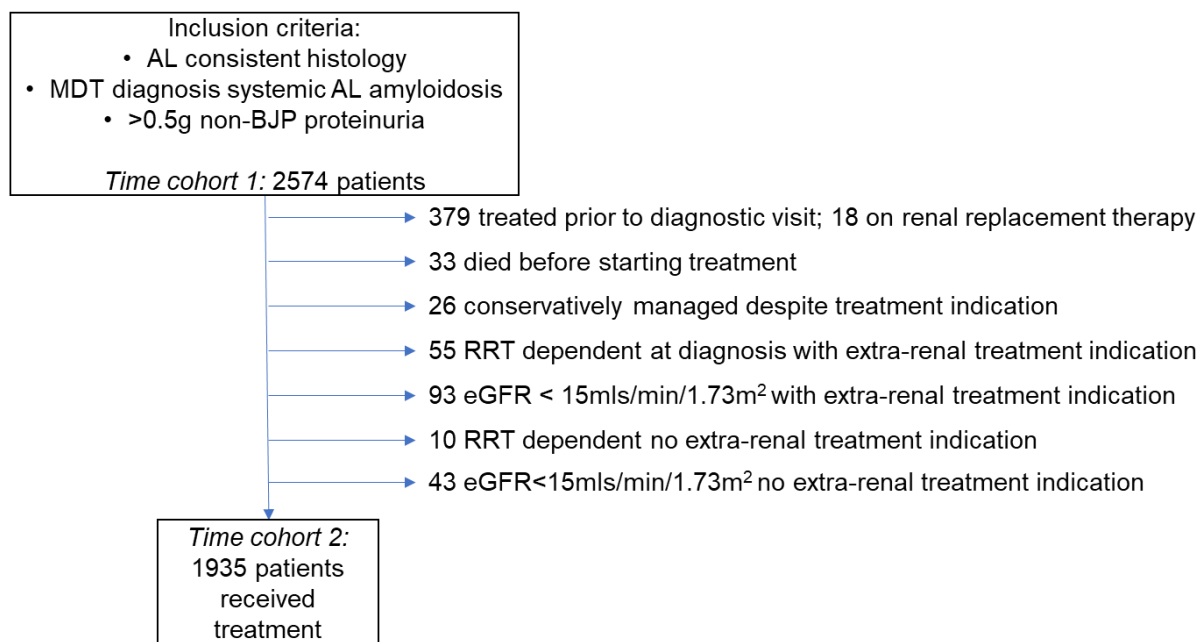 Inclusion criteria:
• AL consistent histology
• MDT diagnosis systemic AL amyloidosis
• >0.5g non-BJP proteinuria
Time cohort 1: 2574 patients
379 treated prior to diagnostic visit; 18 on renal replacement therapy
33 died before starting treatment
26 conservatively managed despite treatment indication
55 RRT dependent at diagnosis with extra-renal treatment indication
93 eGFR < 15mls/min/1.73m² with extra-renal treatment indication
10 RRT dependent no extra-renal treatment indication
43 eGFR<15mls/min/1.73m² no extra-renal treatment indication
Time cohort 2:
1935 patients
received
treatment